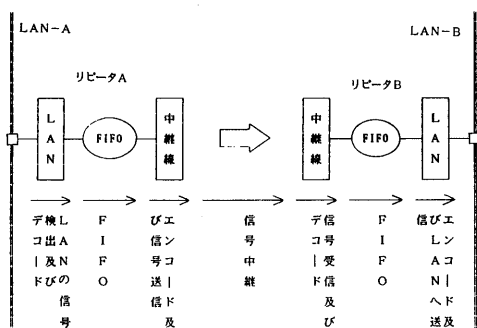 LAN-A
LAN-B
リピータA
リピータB
LAN
FIFO
中継線
中継線
FIFO
LAN
LANの信号
検出及び
デコード
FIFO
エンコード及
び信号送信
信号中継
信号受信及び
デコード
FIFO
エンコード及
びLANへ送
信